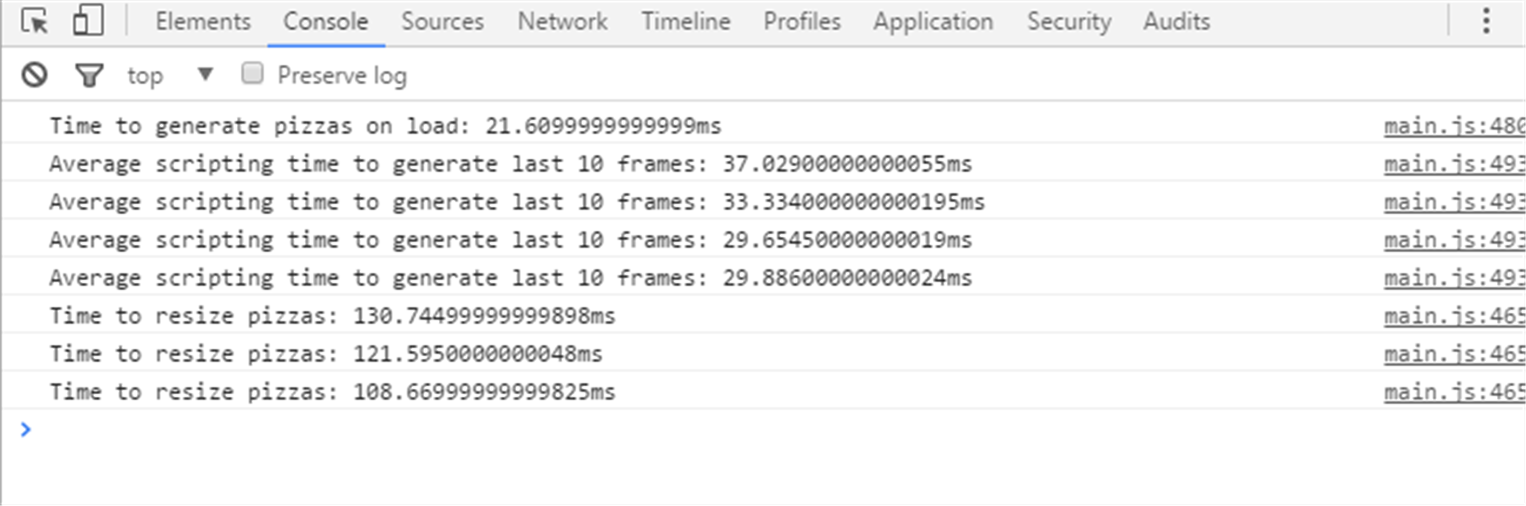 Elements Console Sources Network Timeline Profiles Application Security Audits
top Preserve log
Time to generate pizzas on load: 21.6099999999999ms main.js:480
Average scripting time to generate last 10 frames: 37.02900000000055ms main.js:493
Average scripting time to generate last 10 frames: 33.334000000000195ms main.js:493
Average scripting time to generate last 10 frames: 29.65450000000019ms main.js:493
Average scripting time to generate last 10 frames: 29.88600000000024ms main.js:493
Time to resize pizzas: 130.74499999999898ms main.js:465
Time to resize pizzas: 121.5950000000048ms main.js:465
Time to resize pizzas: 108.66999999999825ms main.js:465